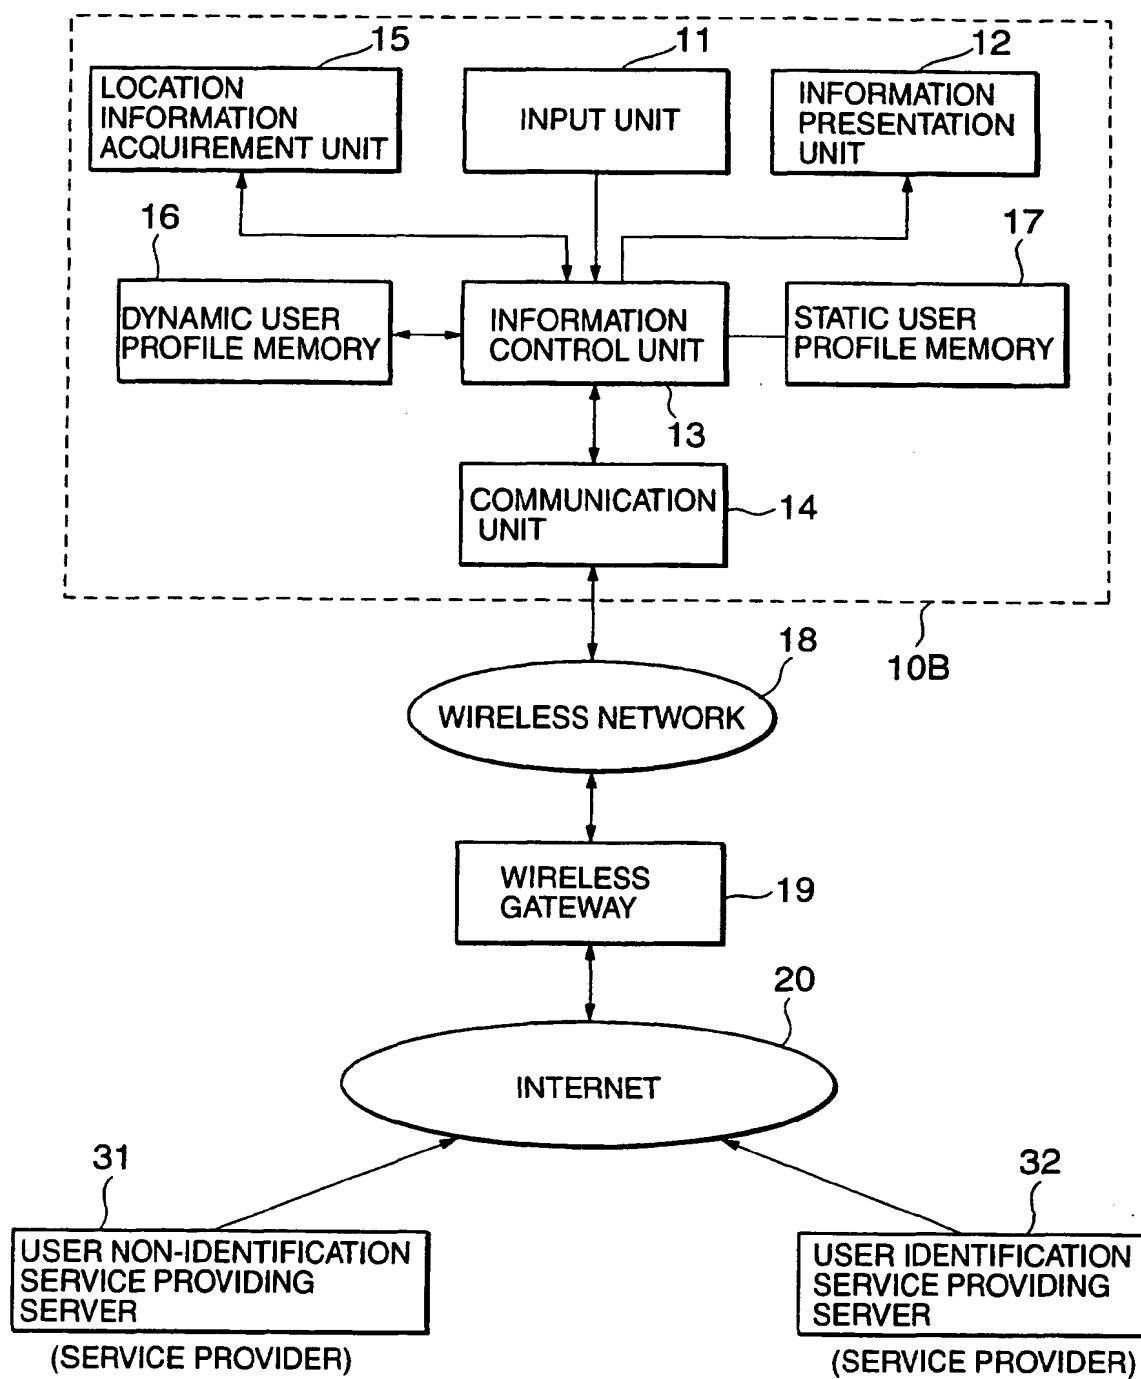 15
11
12
LOCATION
INFORMATION
ACQUIREMENT UNIT
INPUT UNIT
INFORMATION
PRESENTATION
UNIT
16
17
DYNAMIC USER
PROFILE MEMORY
INFORMATION
CONTROL UNIT
STATIC USER
PROFILE MEMORY
13
COMMUNICATION
UNIT
14
10B
18
WIRELESS NETWORK
WIRELESS
GATEWAY
19
20
INTERNET
31
32
USER NON-IDENTIFICATION
SERVICE PROVIDING
SERVER
(SERVICE PROVIDER)
USER IDENTIFICATION
SERVICE PROVIDING
SERVER
(SERVICE PROVIDER)